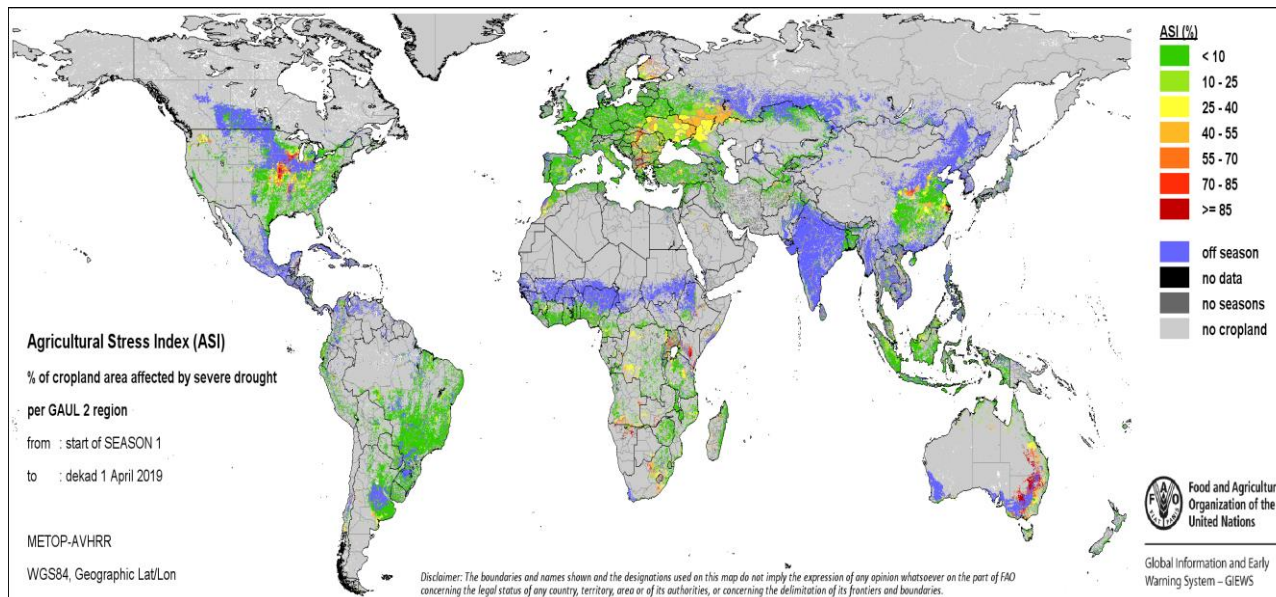 ASI (%)
< 10
10 - 25
25 - 40
40 - 55
55 - 70
70 - 85
>= 85
off season
no data
no seasons
no cropland
Agricultural Stress Index (ASI)
% of cropland area affected by severe drought
per GAUL 2 region
from : start of SEASON 1
to : dekad 1 April 2019
METOP-AVHRR
WGS84, Geographic Lat/Lon
Disclaimer: The boundaries and names shown and the designations used on this map do not imply the expression of any opinion whatsoever on the part of FAO
concerning the legal status of any country, territory, area or of its authorities, or concerning the delimitation of its frontiers and boundaries.
Food and Agricultur
Organization of the
United Nations
Global Information and Early
Warning System – GIEWS